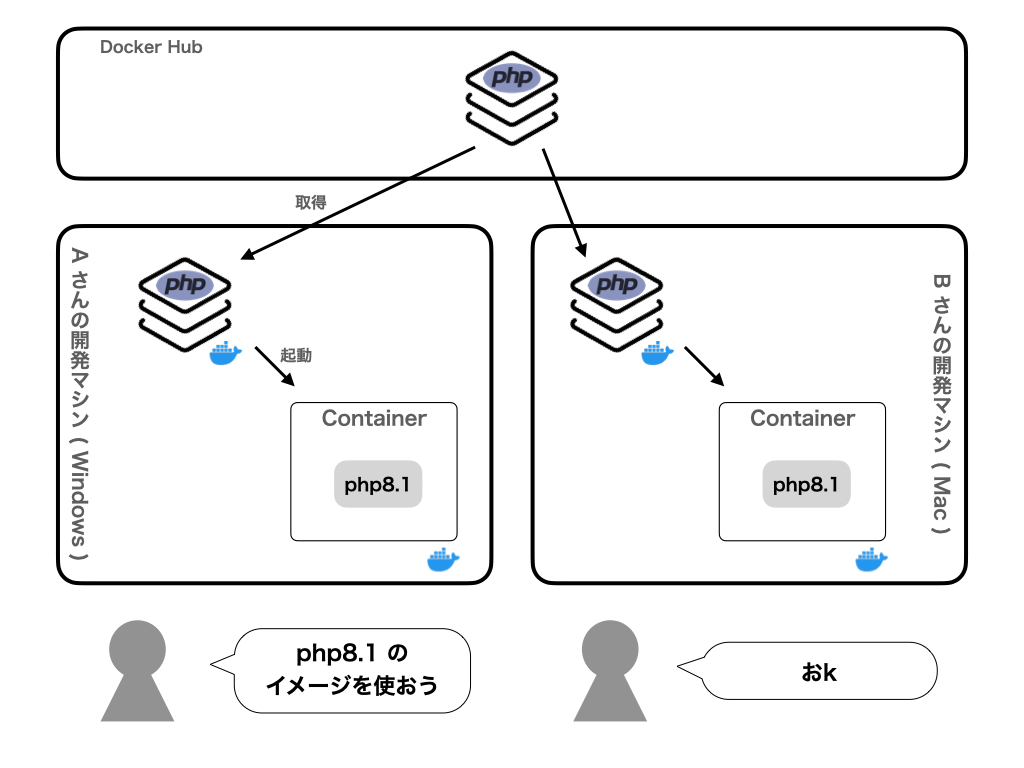 Docker Hub
php
取得
A さんの開発マシン ( Windows )
php
起動
Container
php8.1
B さんの開発マシン ( Mac )
php
Container
php8.1
php8.1 の
イメージを使おう
おk